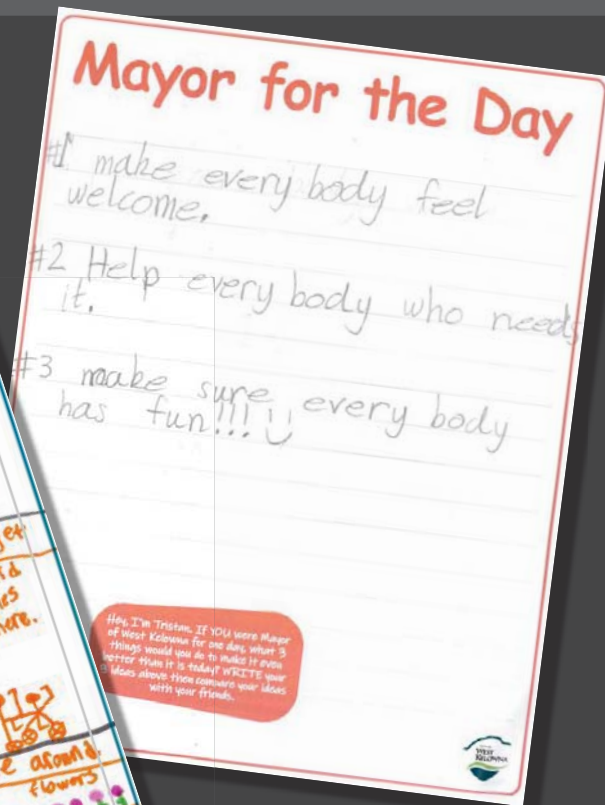 Mayor for the Day
#1 make every body feel
welcome.
#2 Help every body who needs
it.
#3 make sure every body
has fun!!!
Hey, I'm Tristan. If YOU were Mayor
of West Kelowna for one day, what 3
things would you do to make it even
better than it is today? WRITE your
3 ideas above then compare your ideas
with your friends.
WEST
KELOWNA
around.
flowers